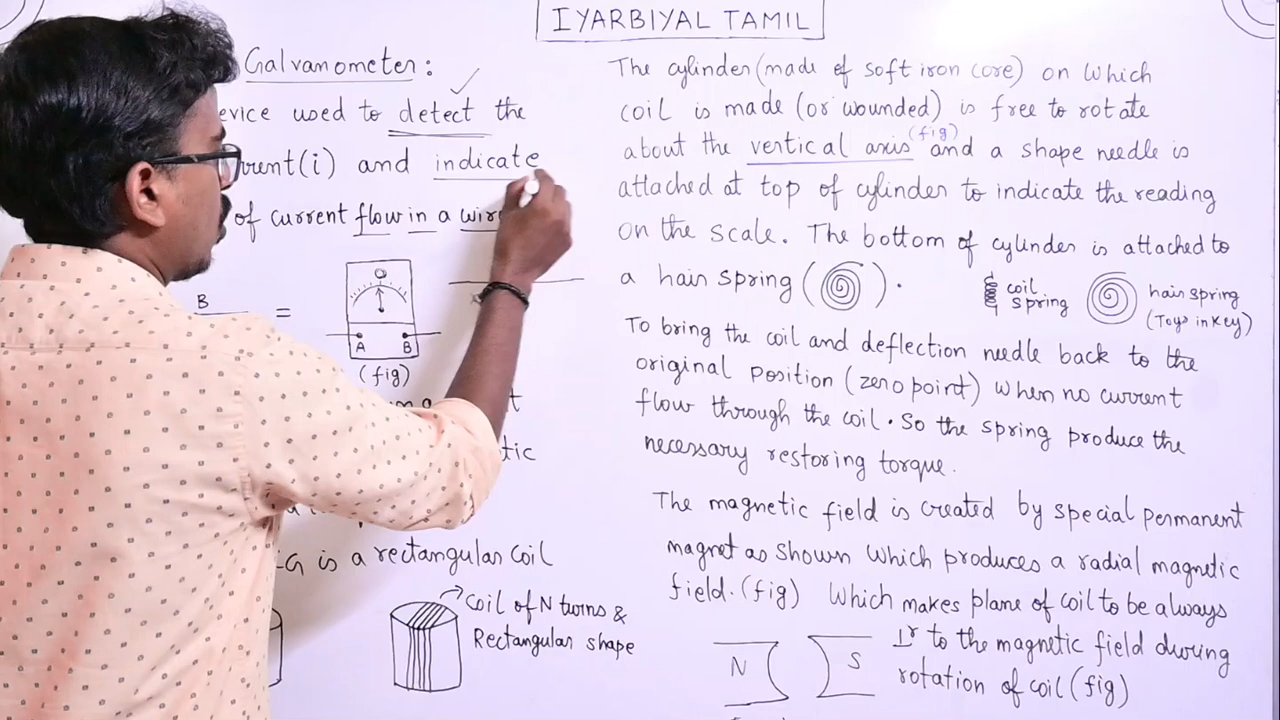 IYARBIYAL TAMIL
Galvanometer:
evice used to detect the
rrent(i) and indicate
of current flow in a wire
B
=
A B
(fig)
t
tic
G is a rectangular coil
coil of N turns &
Rectangular shape
The cylinder (made of soft iron core) on which
coil is made (or wounded) is free to rotate
about the vertical axis (fig) and a shape needle is
attached at top of cylinder to indicate the reading
on the scale. The bottom of cylinder is attached to
a hair spring ( ).
coil
spring
hair spring
(Toys in key)
To bring the coil and deflection needle back to the
original position (zero point) when no current
flow through the coil. So the spring produce the
necessary restoring torque.
The magnetic field is created by special permanent
magnet as shown which produces a radial magnetic
field. (fig) Which makes plane of coil to be always
N S ⊥r to the magnetic field during
rotation of coil (fig)